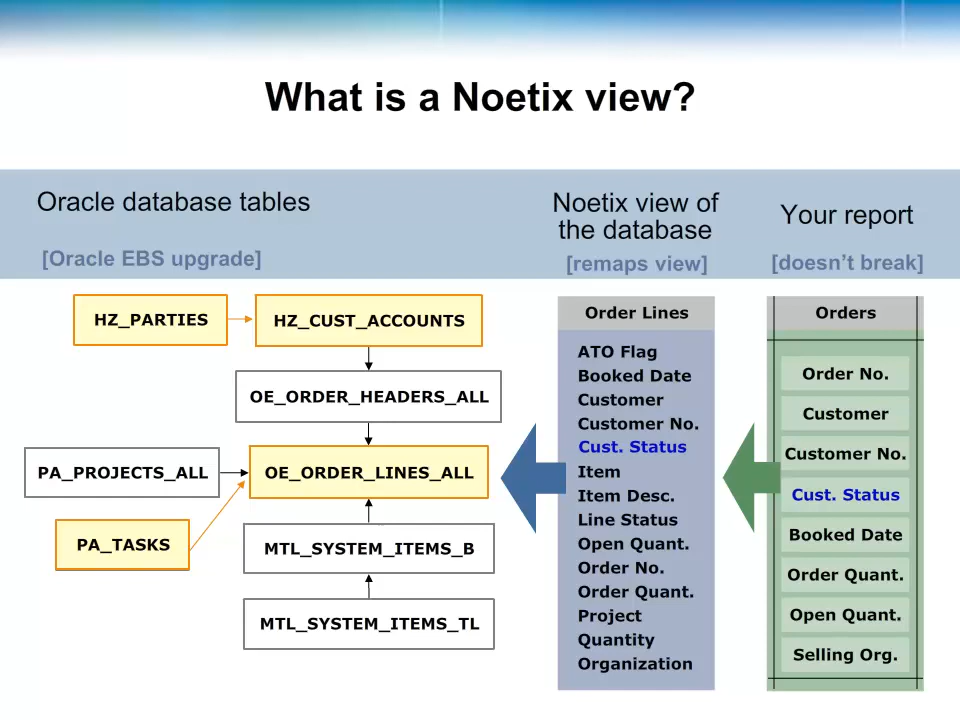 What is a Noetix view?
Oracle database tables
[Oracle EBS upgrade]
Noetix view of
the database
[remaps view]
Your report
[doesn’t break]
HZ_PARTIES
HZ_CUST_ACCOUNTS
OE_ORDER_HEADERS_ALL
PA_PROJECTS_ALL
OE_ORDER_LINES_ALL
PA_TASKS
MTL_SYSTEM_ITEMS_B
MTL_SYSTEM_ITEMS_TL
Order Lines
ATO Flag
Booked Date
Customer
Customer No.
Cust. Status
Item
Item Desc.
Line Status
Open Quant.
Order No.
Order Quant.
Project
Quantity
Organization
Orders
Order No.
Customer
Customer No.
Cust. Status
Booked Date
Order Quant.
Open Quant.
Selling Org.